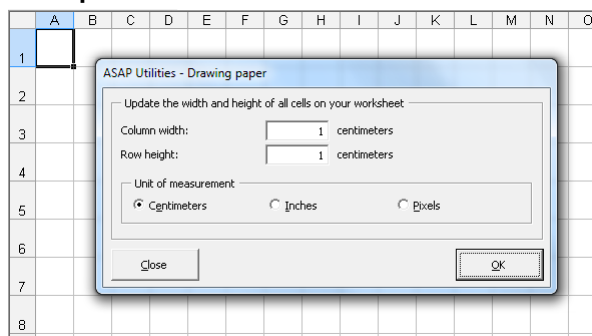 A B C D E F G H I J K L M N O
1
ASAP Utilities - Drawing paper
2
Update the width and height of all cells on your worksheet
3
Column width: 1 centimeters
Row height: 1 centimeters
4
Unit of measurement
5
Centimeters Inches Pixels
6
Close OK
7
8